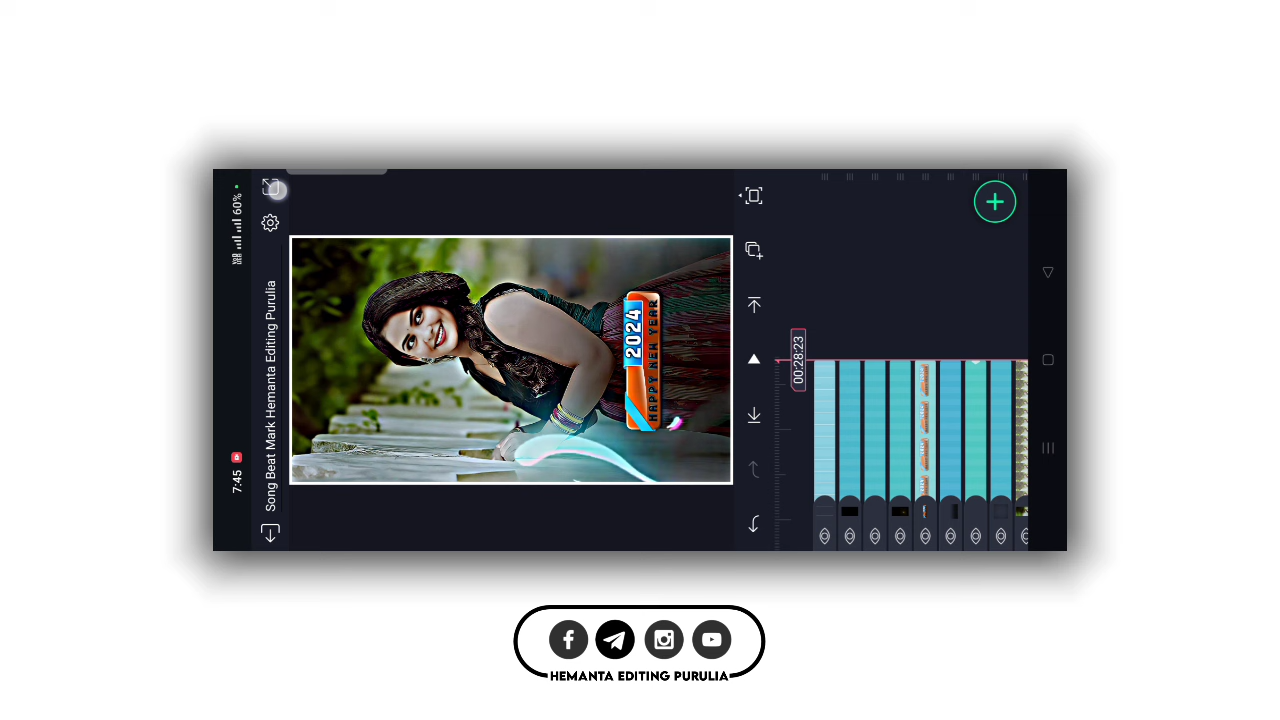 7:45
60%
Song Beat Mark Hemanta Editing Purulia
2024
HAPPY NEW YEAR
00:28:23
HEMANTA EDITING PURULIA